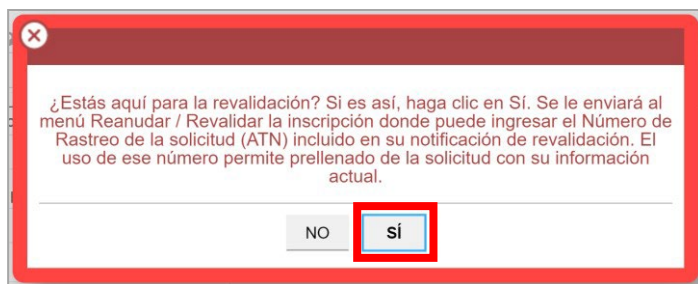 ¿Estás aquí para la revalidación? Si es así, haga clic en Sí. Se le enviará al
menú Reanudar / Revalidar la inscripción donde puede ingresar el Número de
Rastreo de la solicitud (ATN) incluido en su notificación de revalidación. El
uso de ese número permite prellenado de la solicitud con su información
actual.
NO
SÍ